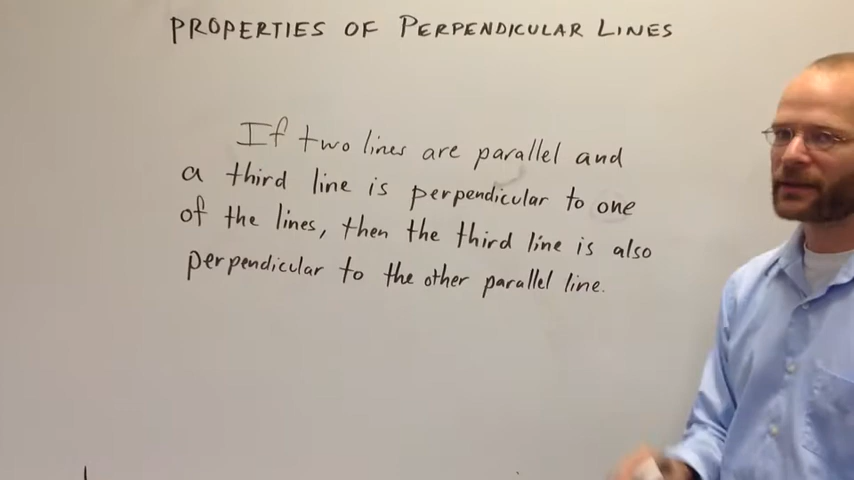 PROPERTIES OF PERPENDICULAR LINES
If two lines are parallel and
a third line is perpendicular to one
of the lines, then the third line is also
perpendicular to the other parallel line.